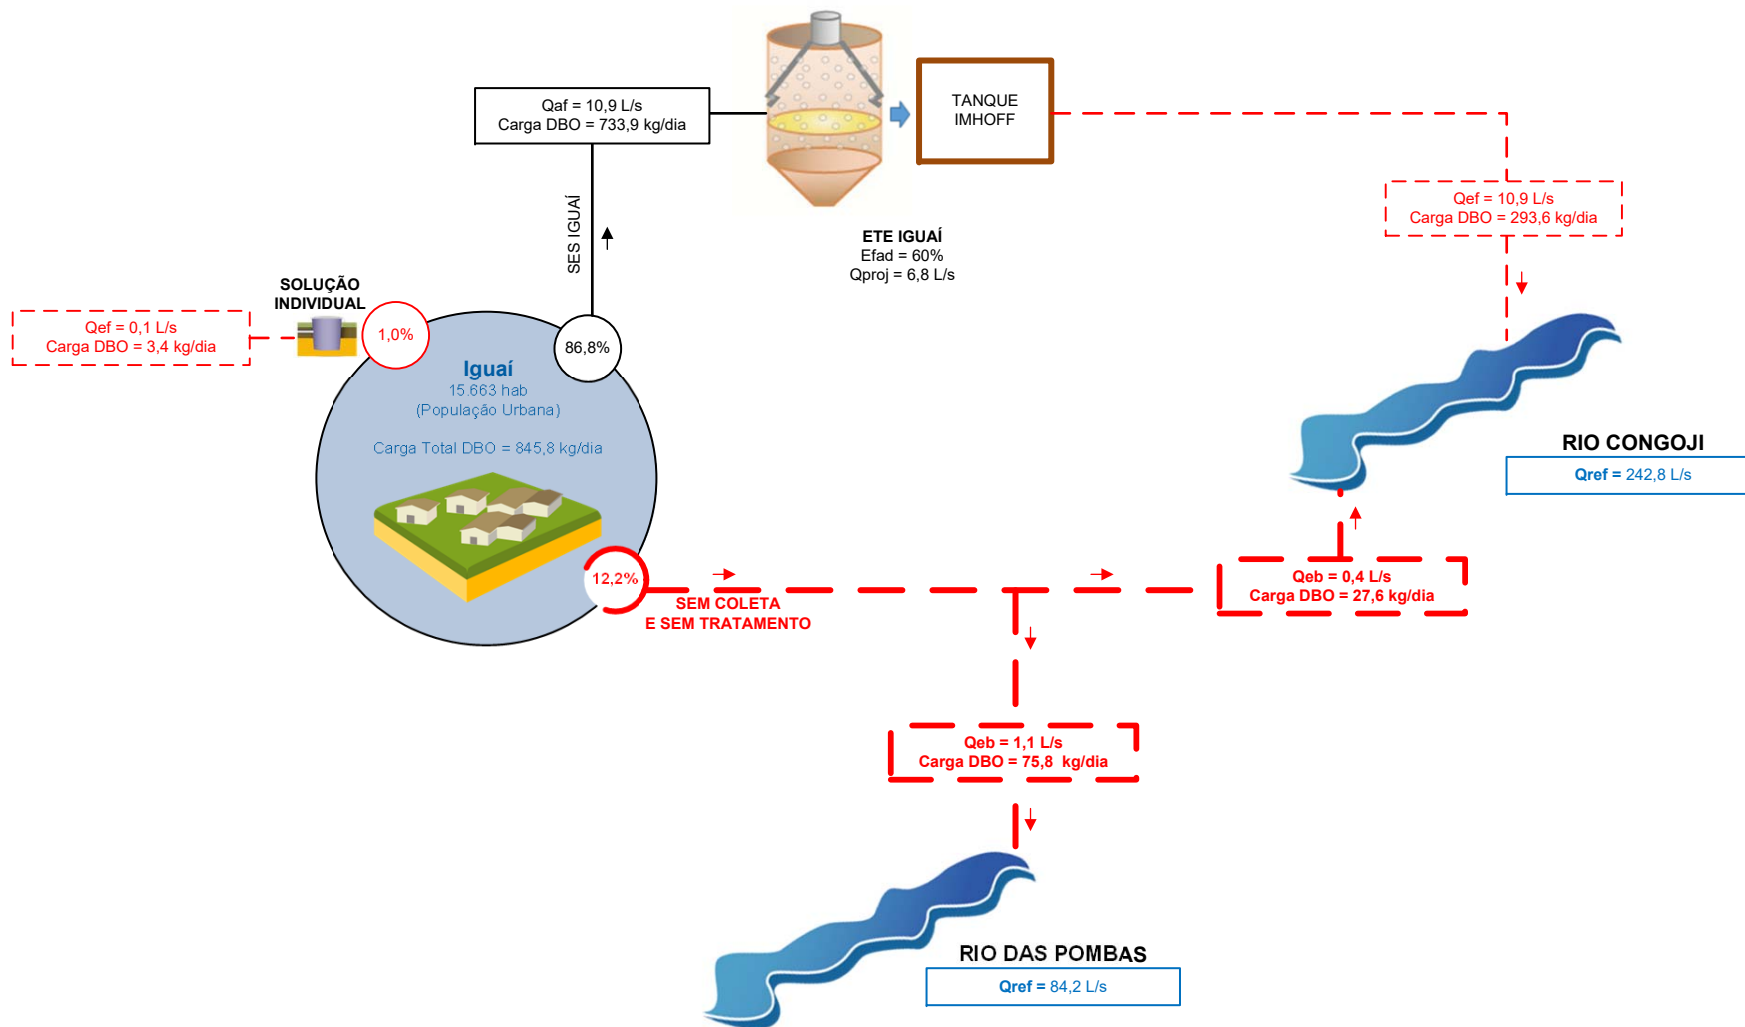 Qaf = 10,9 L/s
Carga DBO = 733,9 kg/dia
TANQUE
IMHOFF
ETE IGUAÍ
Efad = 60%
Qproj = 6,8 L/s
Qef = 10,9 L/s
Carga DBO = 293,6 kg/dia
SES IGUAÍ
SOLUÇÃO
INDIVIDUAL
Qef = 0,1 L/s
Carga DBO = 3,4 kg/dia
1,0%
86,8%
Iguaí
15.663 hab
(População Urbana)
Carga Total DBO = 845,8 kg/dia
12,2%
SEM COLETA
E SEM TRATAMENTO
RIO CONGOJI
Qref = 242,8 L/s
Qeb = 0,4 L/s
Carga DBO = 27,6 kg/dia
Qeb = 1,1 L/s
Carga DBO = 75,8 kg/dia
RIO DAS POMBAS
Qref = 84,2 L/s